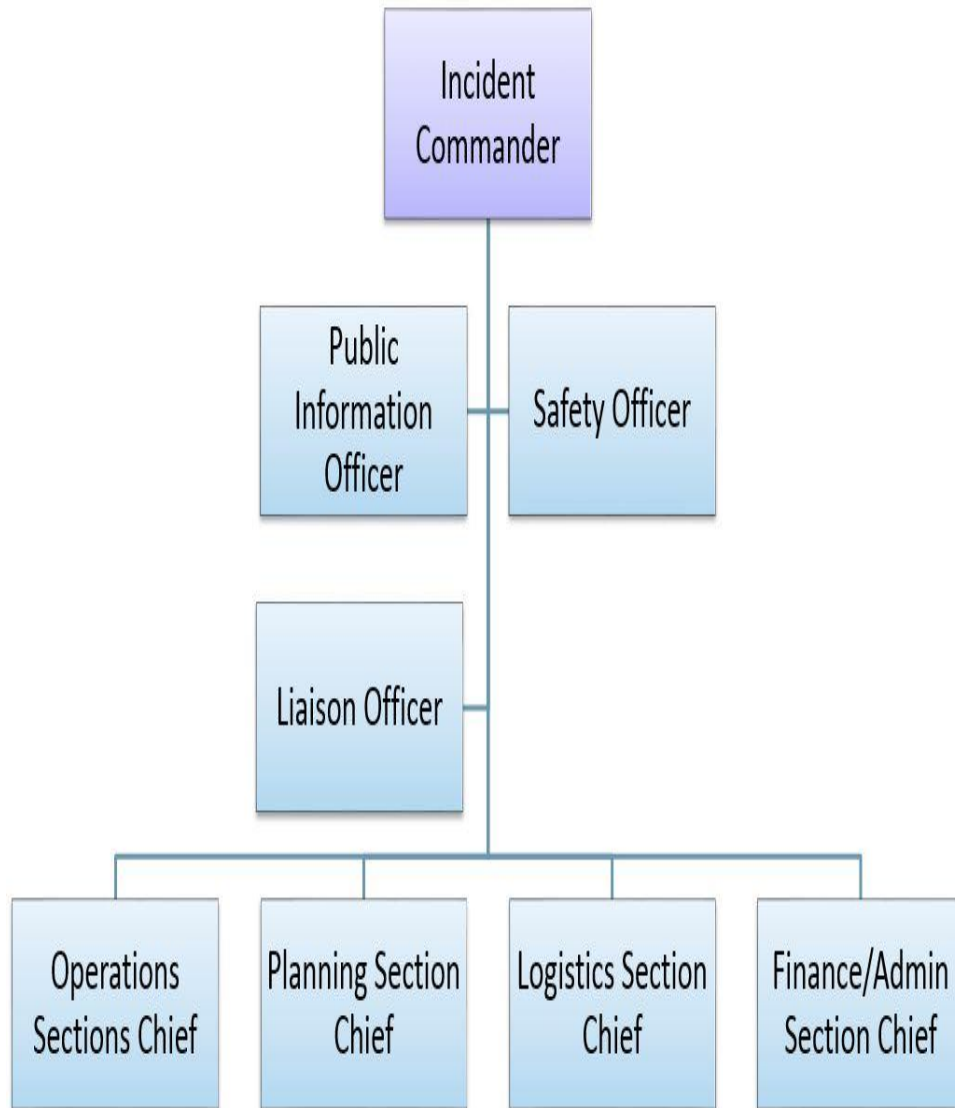 Incident
Commander
Public
Information
Officer
Safety Officer
Liaison Officer
Operations
Sections Chief
Planning Section
Chief
Logistics Section
Chief
Finance/Admin
Section Chief